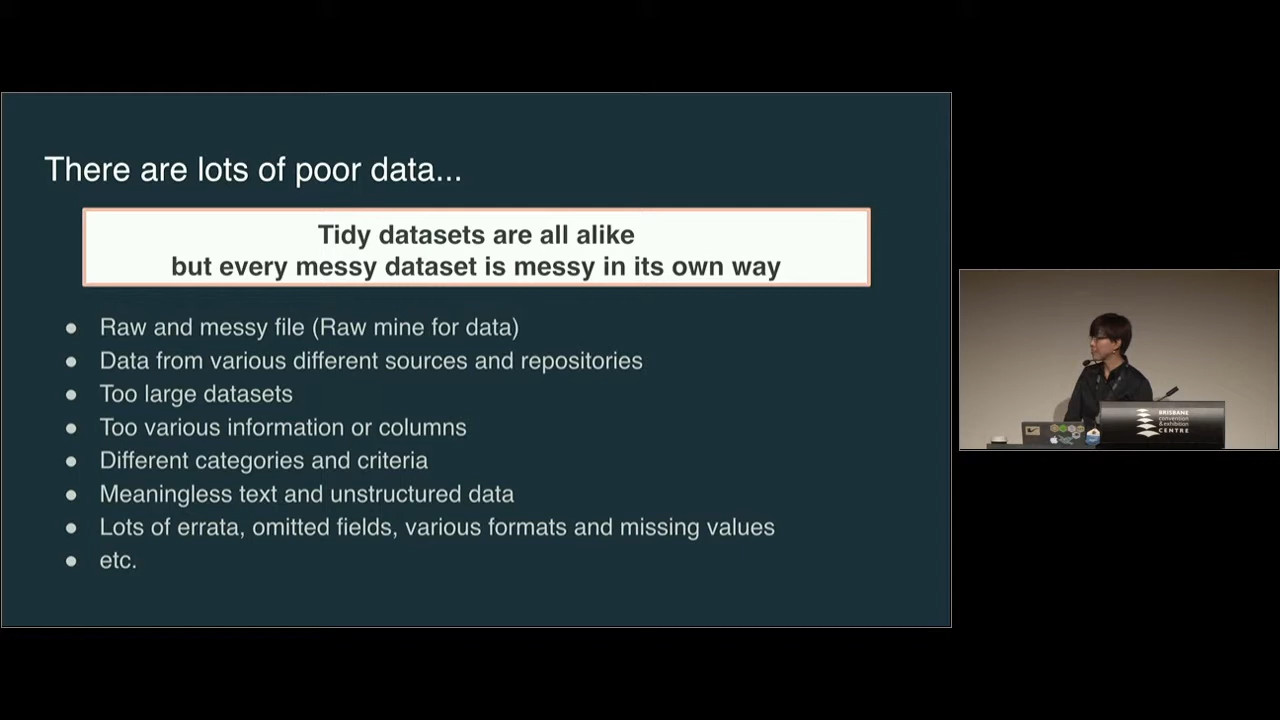 There are lots of poor data...
Tidy datasets are all alike
but every messy dataset is messy in its own way
● Raw and messy file (Raw mine for data)
● Data from various different sources and repositories
● Too large datasets
● Too various information or columns
● Different categories and criteria
● Meaningless text and unstructured data
● Lots of errata, omitted fields, various formats and missing values
● etc.
BRISBANE
convention
& exhibition
CENTRE